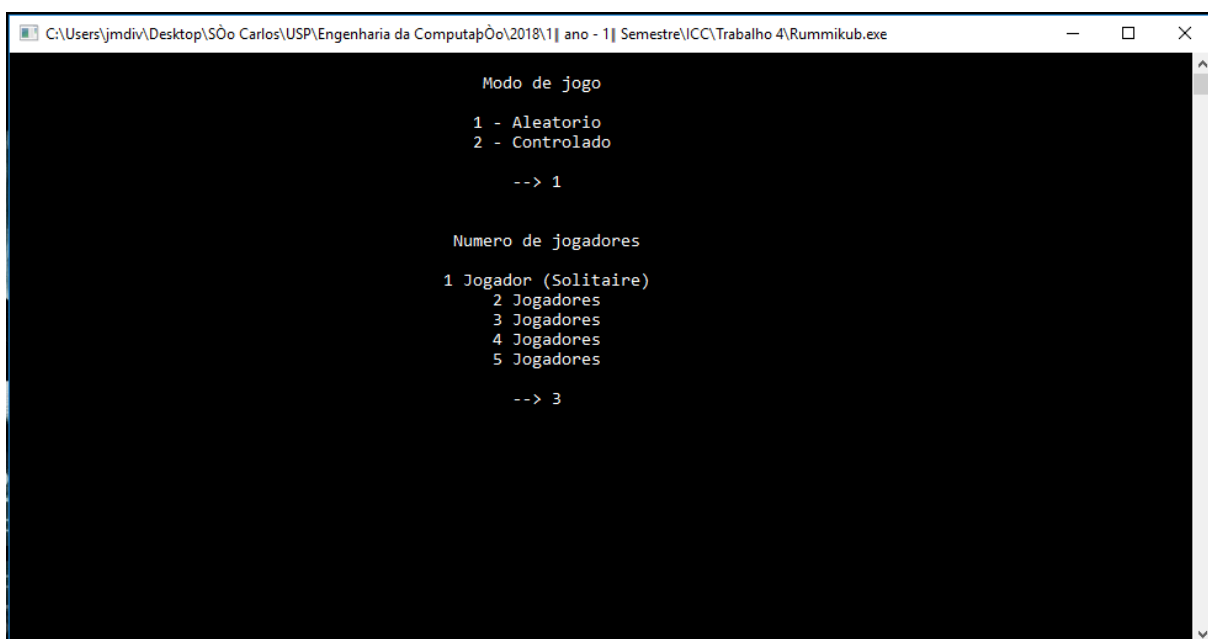 C:\Users\jmdiv\Desktop\SÒo Carlos\USP\Engenharia da ComputaþÒo\2018\1‖ ano - 1‖ Semestre\ICC\Trabalho 4\Rummikub.exe
Modo de jogo
1 - Aleatorio
2 - Controlado
--> 1
Numero de jogadores
1 Jogador (Solitaire)
2 Jogadores
3 Jogadores
4 Jogadores
5 Jogadores
--> 3